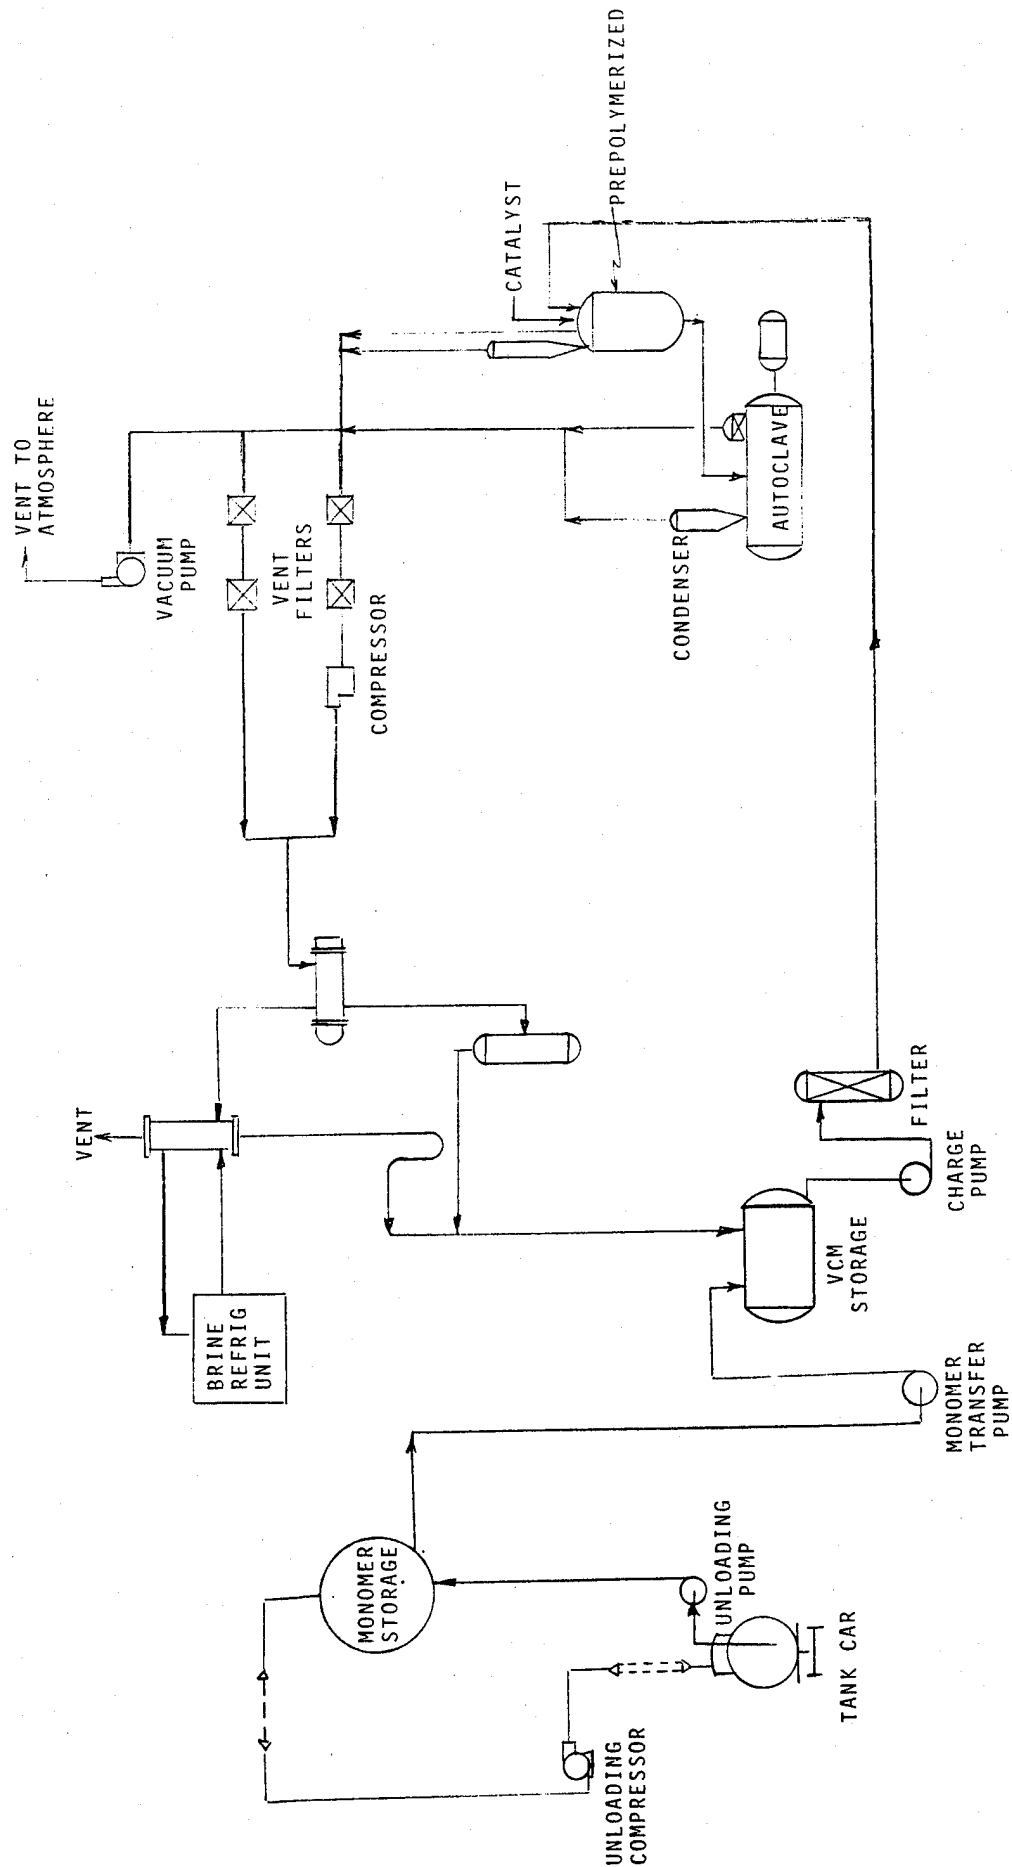 VENT TO
ATMOSPHERE
VACUUM
PUMP
VENT
FILTERS
COMPRESSOR
CATALYST
PREPOLYMERIZED
CONDENSER
AUTOCLAVE
VENT
BRINE
REFRIG
UNIT
FILTER
CHARGE
PUMP
VCM
STORAGE
MONOMER
TRANSFER
PUMP
MONOMER
STORAGE
UNLOADING
PUMP
TANK CAR
UNLOADING
COMPRESSOR